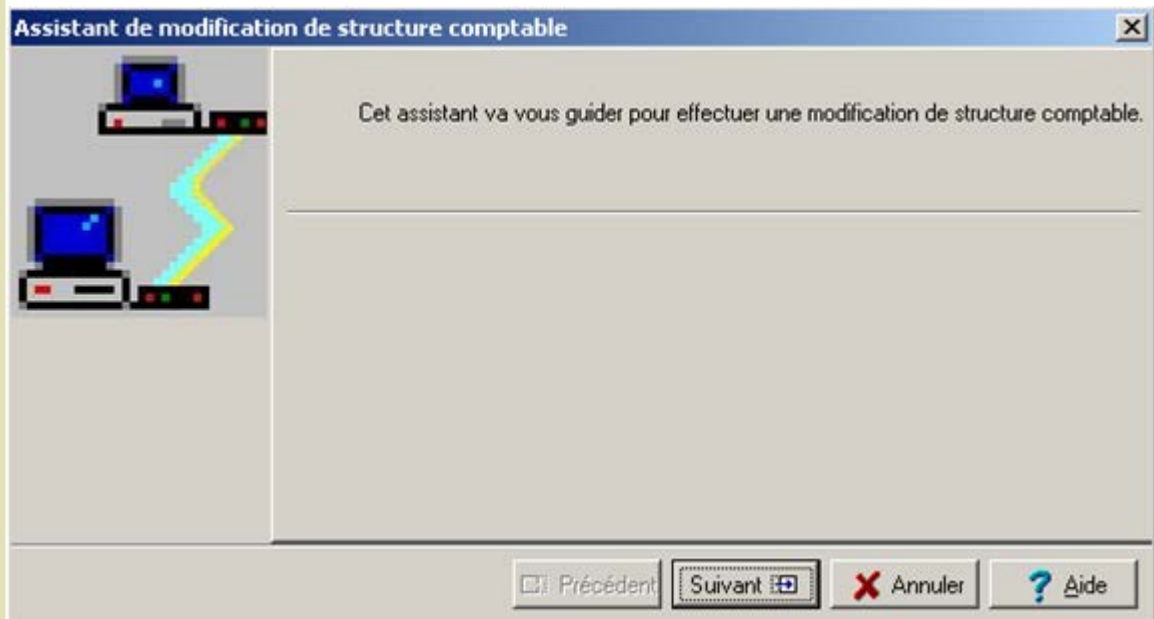 Assistant de modification de structure comptable
Cet assistant va vous guider pour effectuer une modification de structure comptable.
Précédent Suivant Annuler ? Aide